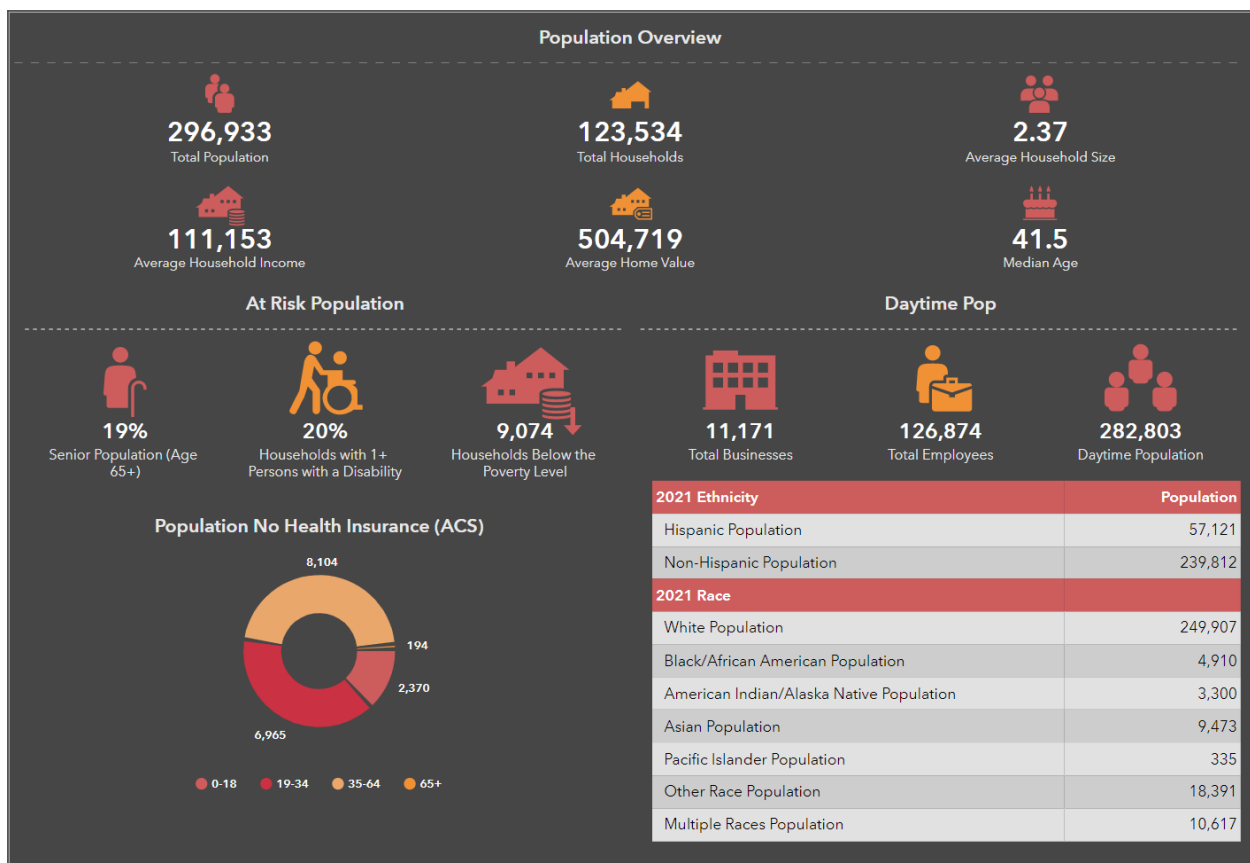 Population Overview
296,933
Total Population
123,534
Total Households
2.37
Average Household Size
111,153
Average Household Income
504,719
Average Home Value
41.5
Median Age
At Risk Population
19%
Senior Population (Age
65+)
20%
Households with 1+
Persons with a Disability
9,074
Households Below the
Poverty Level
Population No Health Insurance (ACS)
8,104
194
2,370
6,965
0-18 19-34 35-64 65+
Daytime Pop
11,171
Total Businesses
126,874
Total Employees
282,803
Daytime Population
2021 Ethnicity Population
Hispanic Population 57,121
Non-Hispanic Population 239,812
2021 Race
White Population 249,907
Black/African American Population 4,910
American Indian/Alaska Native Population 3,300
Asian Population 9,473
Pacific Islander Population 335
Other Race Population 18,391
Multiple Races Population 10,617